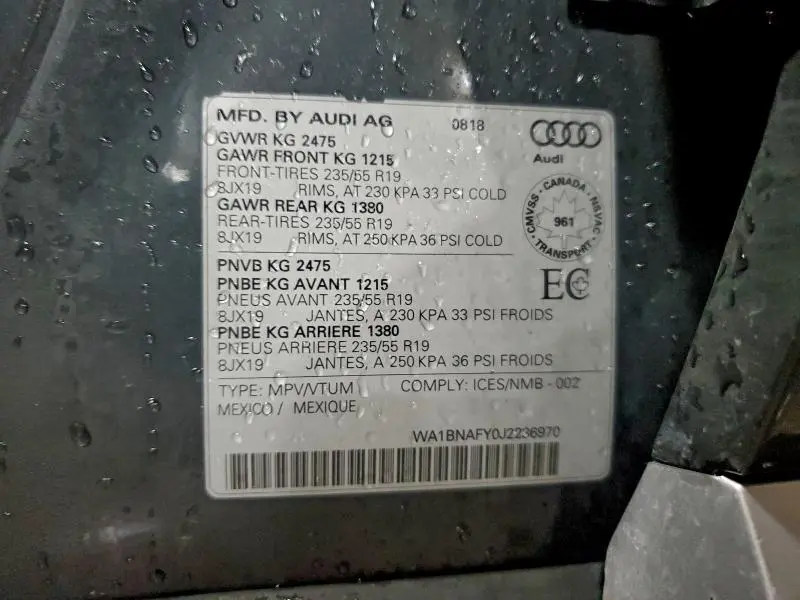 MFD. BY AUDI AG 0818
GVWR KG 2475
GAWR FRONT KG 1215
FRONT-TIRES 235/55 R19
8JX19 RIMS, AT 230 KPA 33 PSI COLD
GAWR REAR KG 1380
REAR-TIRES 235/55 R19
8JX19 RIMS, AT 250 KPA 36 PSI COLD
Audi
CMVSS · CANADA · NSVAC
961
· TRANSPORT ·
PNVB KG 2475
PNBE KG AVANT 1215
PNEUS AVANT 235/55 R19
8JX19 JANTES, A 230 KPA 33 PSI FROIDS
PNBE KG ARRIERE 1380
PNEUS ARRIERE 235/55 R19
8JX19 JANTES, A 250 KPA 36 PSI FROIDS
EC
TYPE: MPV/VTUM COMPLY: ICES/NMB - 002
MEXICO / MEXIQUE
WA1BNAFY0J2236970